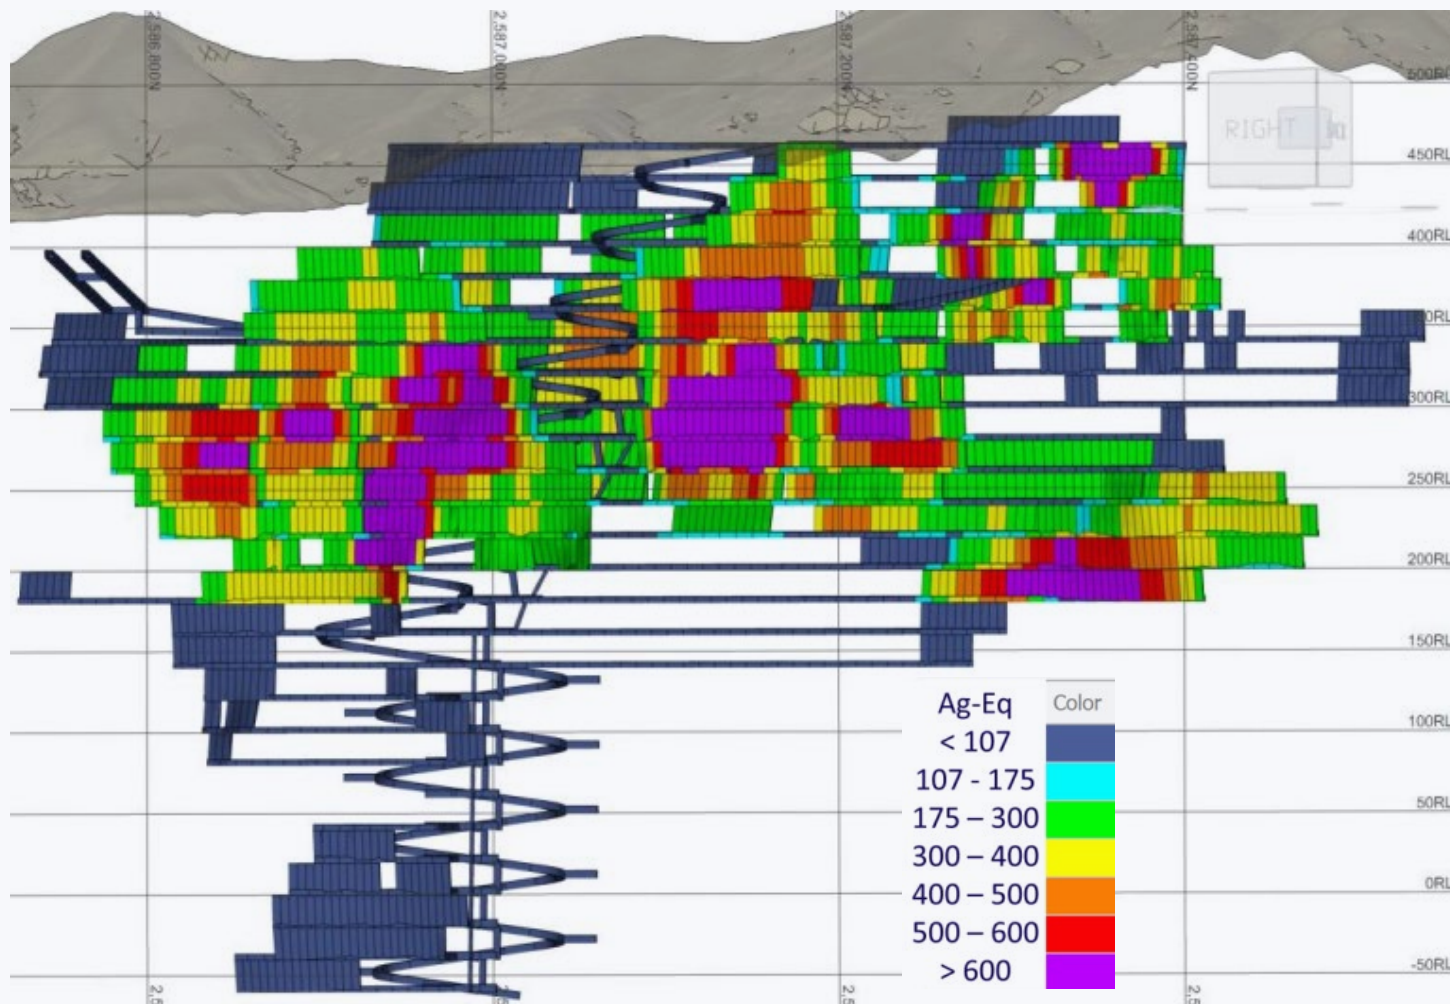 2,586,800N
2,587,000N
2,587,200N
2,587,400N
500RL
RIGHT
450RL
400RL
300RL
250RL
200RL
150RL
100RL
50RL
0RL
-50RL
Ag-Eq Color
< 107
107 - 175
175 – 300
300 – 400
400 – 500
500 – 600
> 600